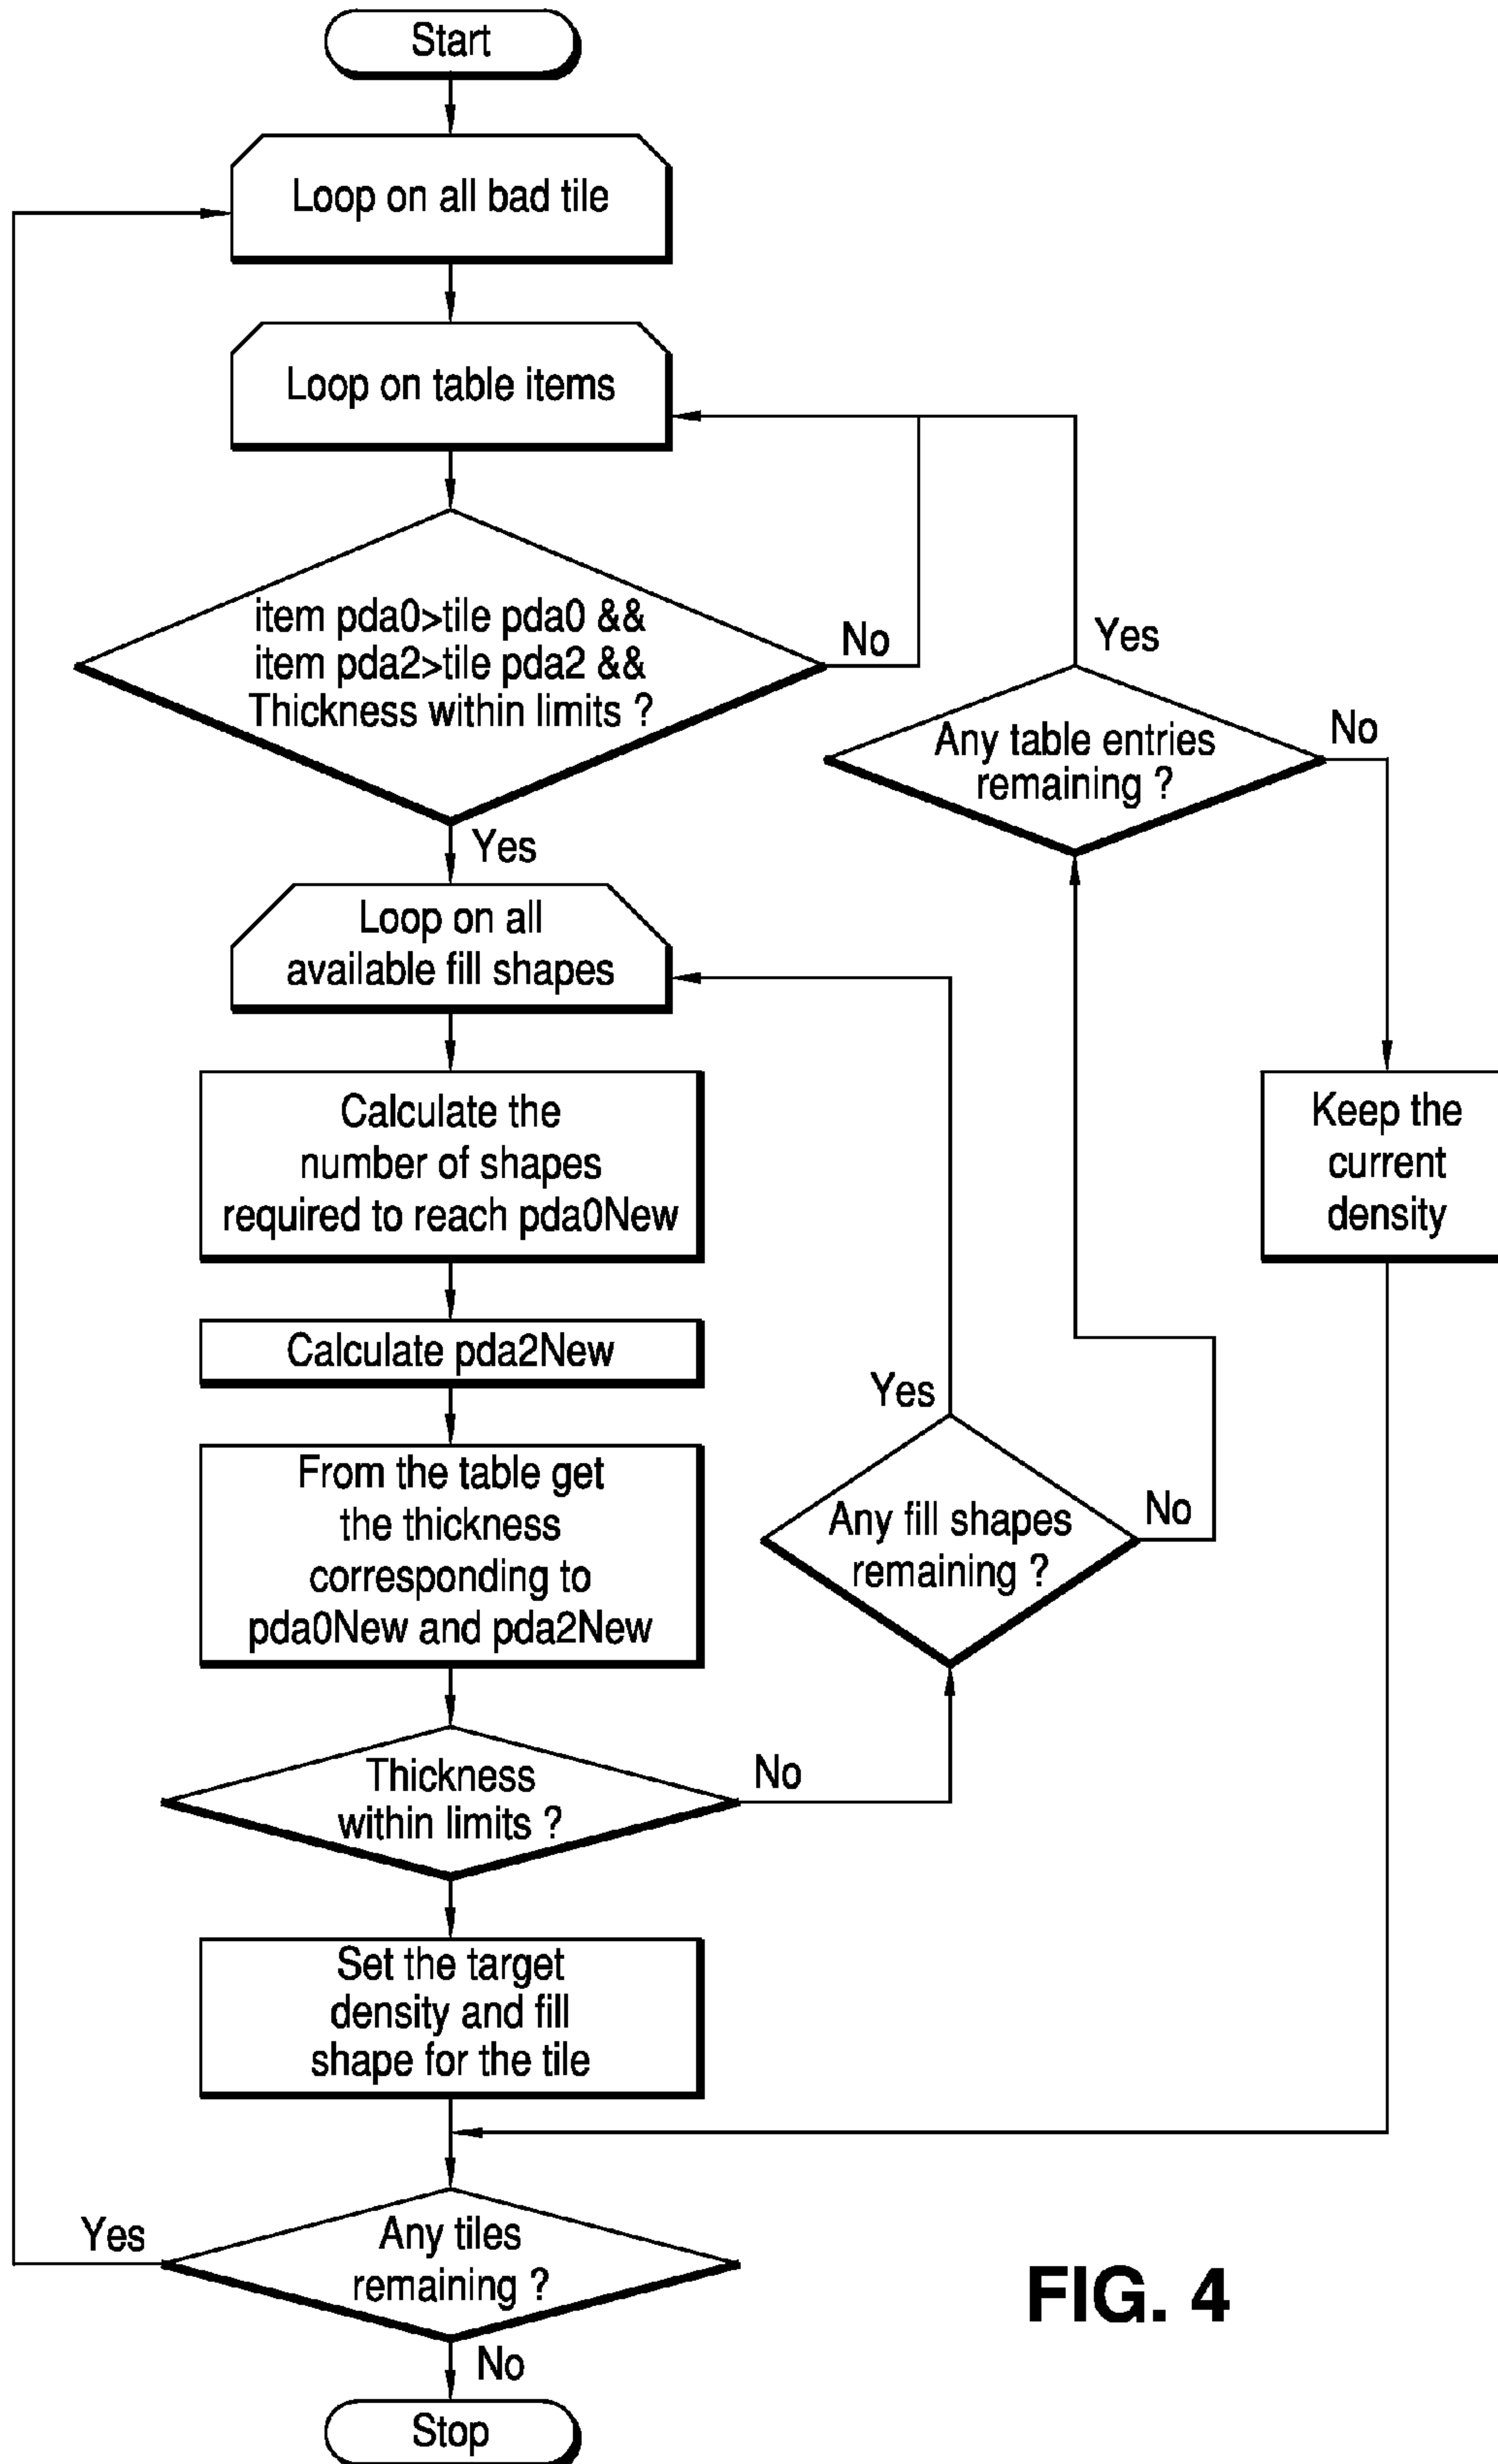 Start
Loop on all bad tile
Loop on table items
item pda0>tile pda0 &&
item pda2>tile pda2 &&
Thickness within limits ?
No
Yes
Any table entries
remaining ?
Yes
No
Loop on all
available fill shapes
Calculate the
number of shapes
required to reach pda0New
Keep the
current
density
Calculate pda2New
From the table get
the thickness
corresponding to
pda0New and pda2New
Yes
Any fill shapes
remaining ?
No
Thickness
within limits ?
No
Set the target
density and fill
shape for the tile
Any tiles
remaining ?
Yes
No
Stop
FIG. 4